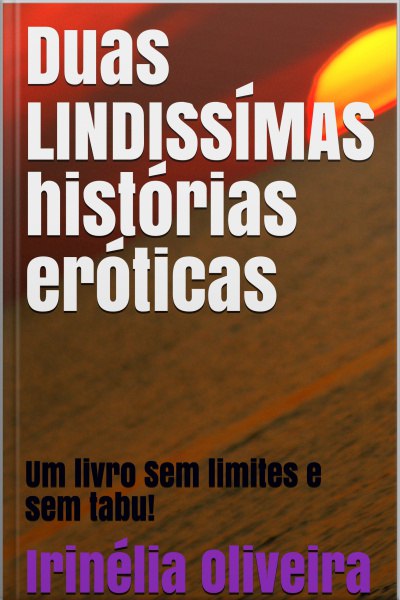 Duas
LINDISSÍMAS
histórias
eróticas
Um livro Sem limites e
sem tabu!
Irinélia Oliveira